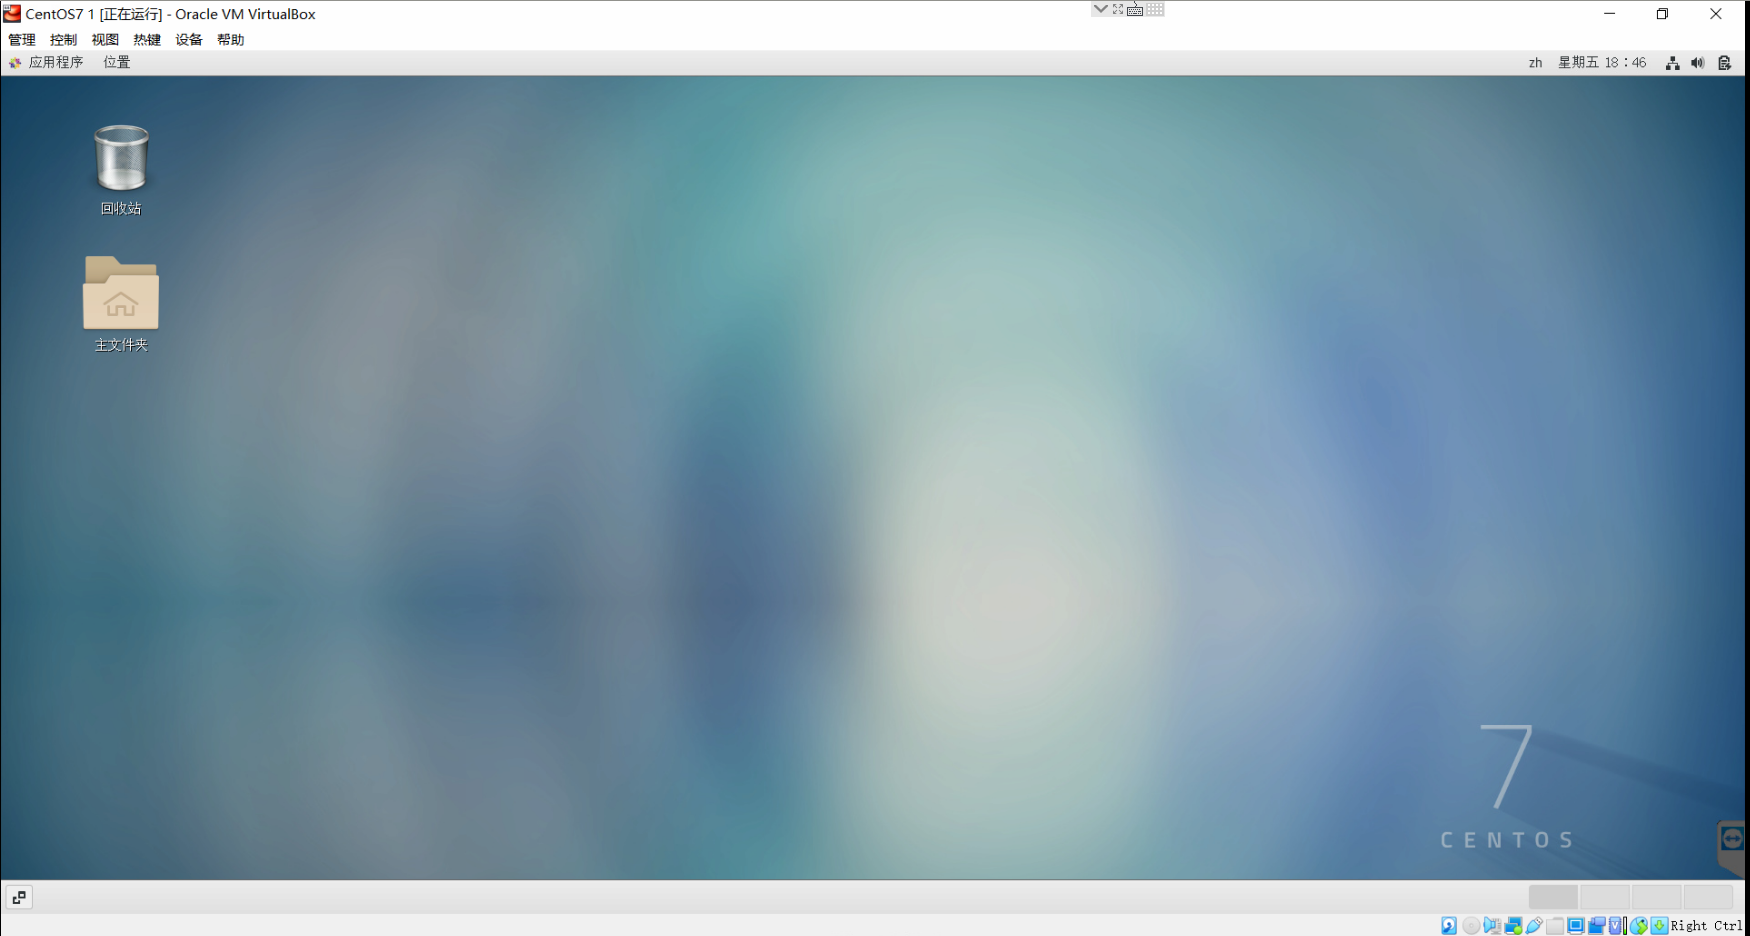 CentOS7 1 [正在运行] - Oracle VM VirtualBox
管理 控制 视图 热键 设备 帮助
应用程序 位置 zh 星期五 18：46
回收站
主文件夹
7
CENTOS
Right Ctrl